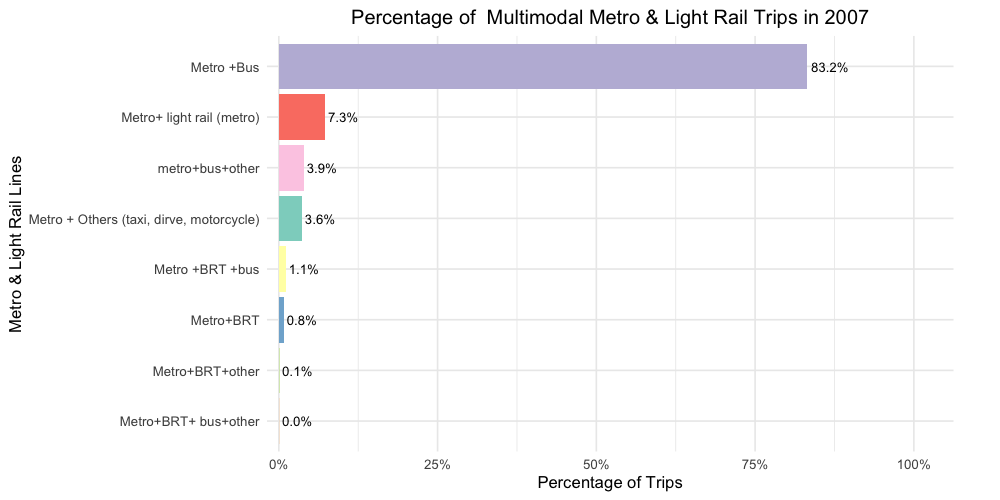 Percentage of  Multimodal Metro & Light Rail Trips in 2007
Metro & Light Rail Lines
Metro +Bus
83.2%
Metro+ light rail (metro)
7.3%
metro+bus+other
3.9%
Metro + Others (taxi, dirve, motorcycle)
3.6%
Metro +BRT +bus
1.1%
Metro+BRT
0.8%
Metro+BRT+other
0.1%
Metro+BRT+ bus+other
0.0%
0% 25% 50% 75% 100%
Percentage of Trips